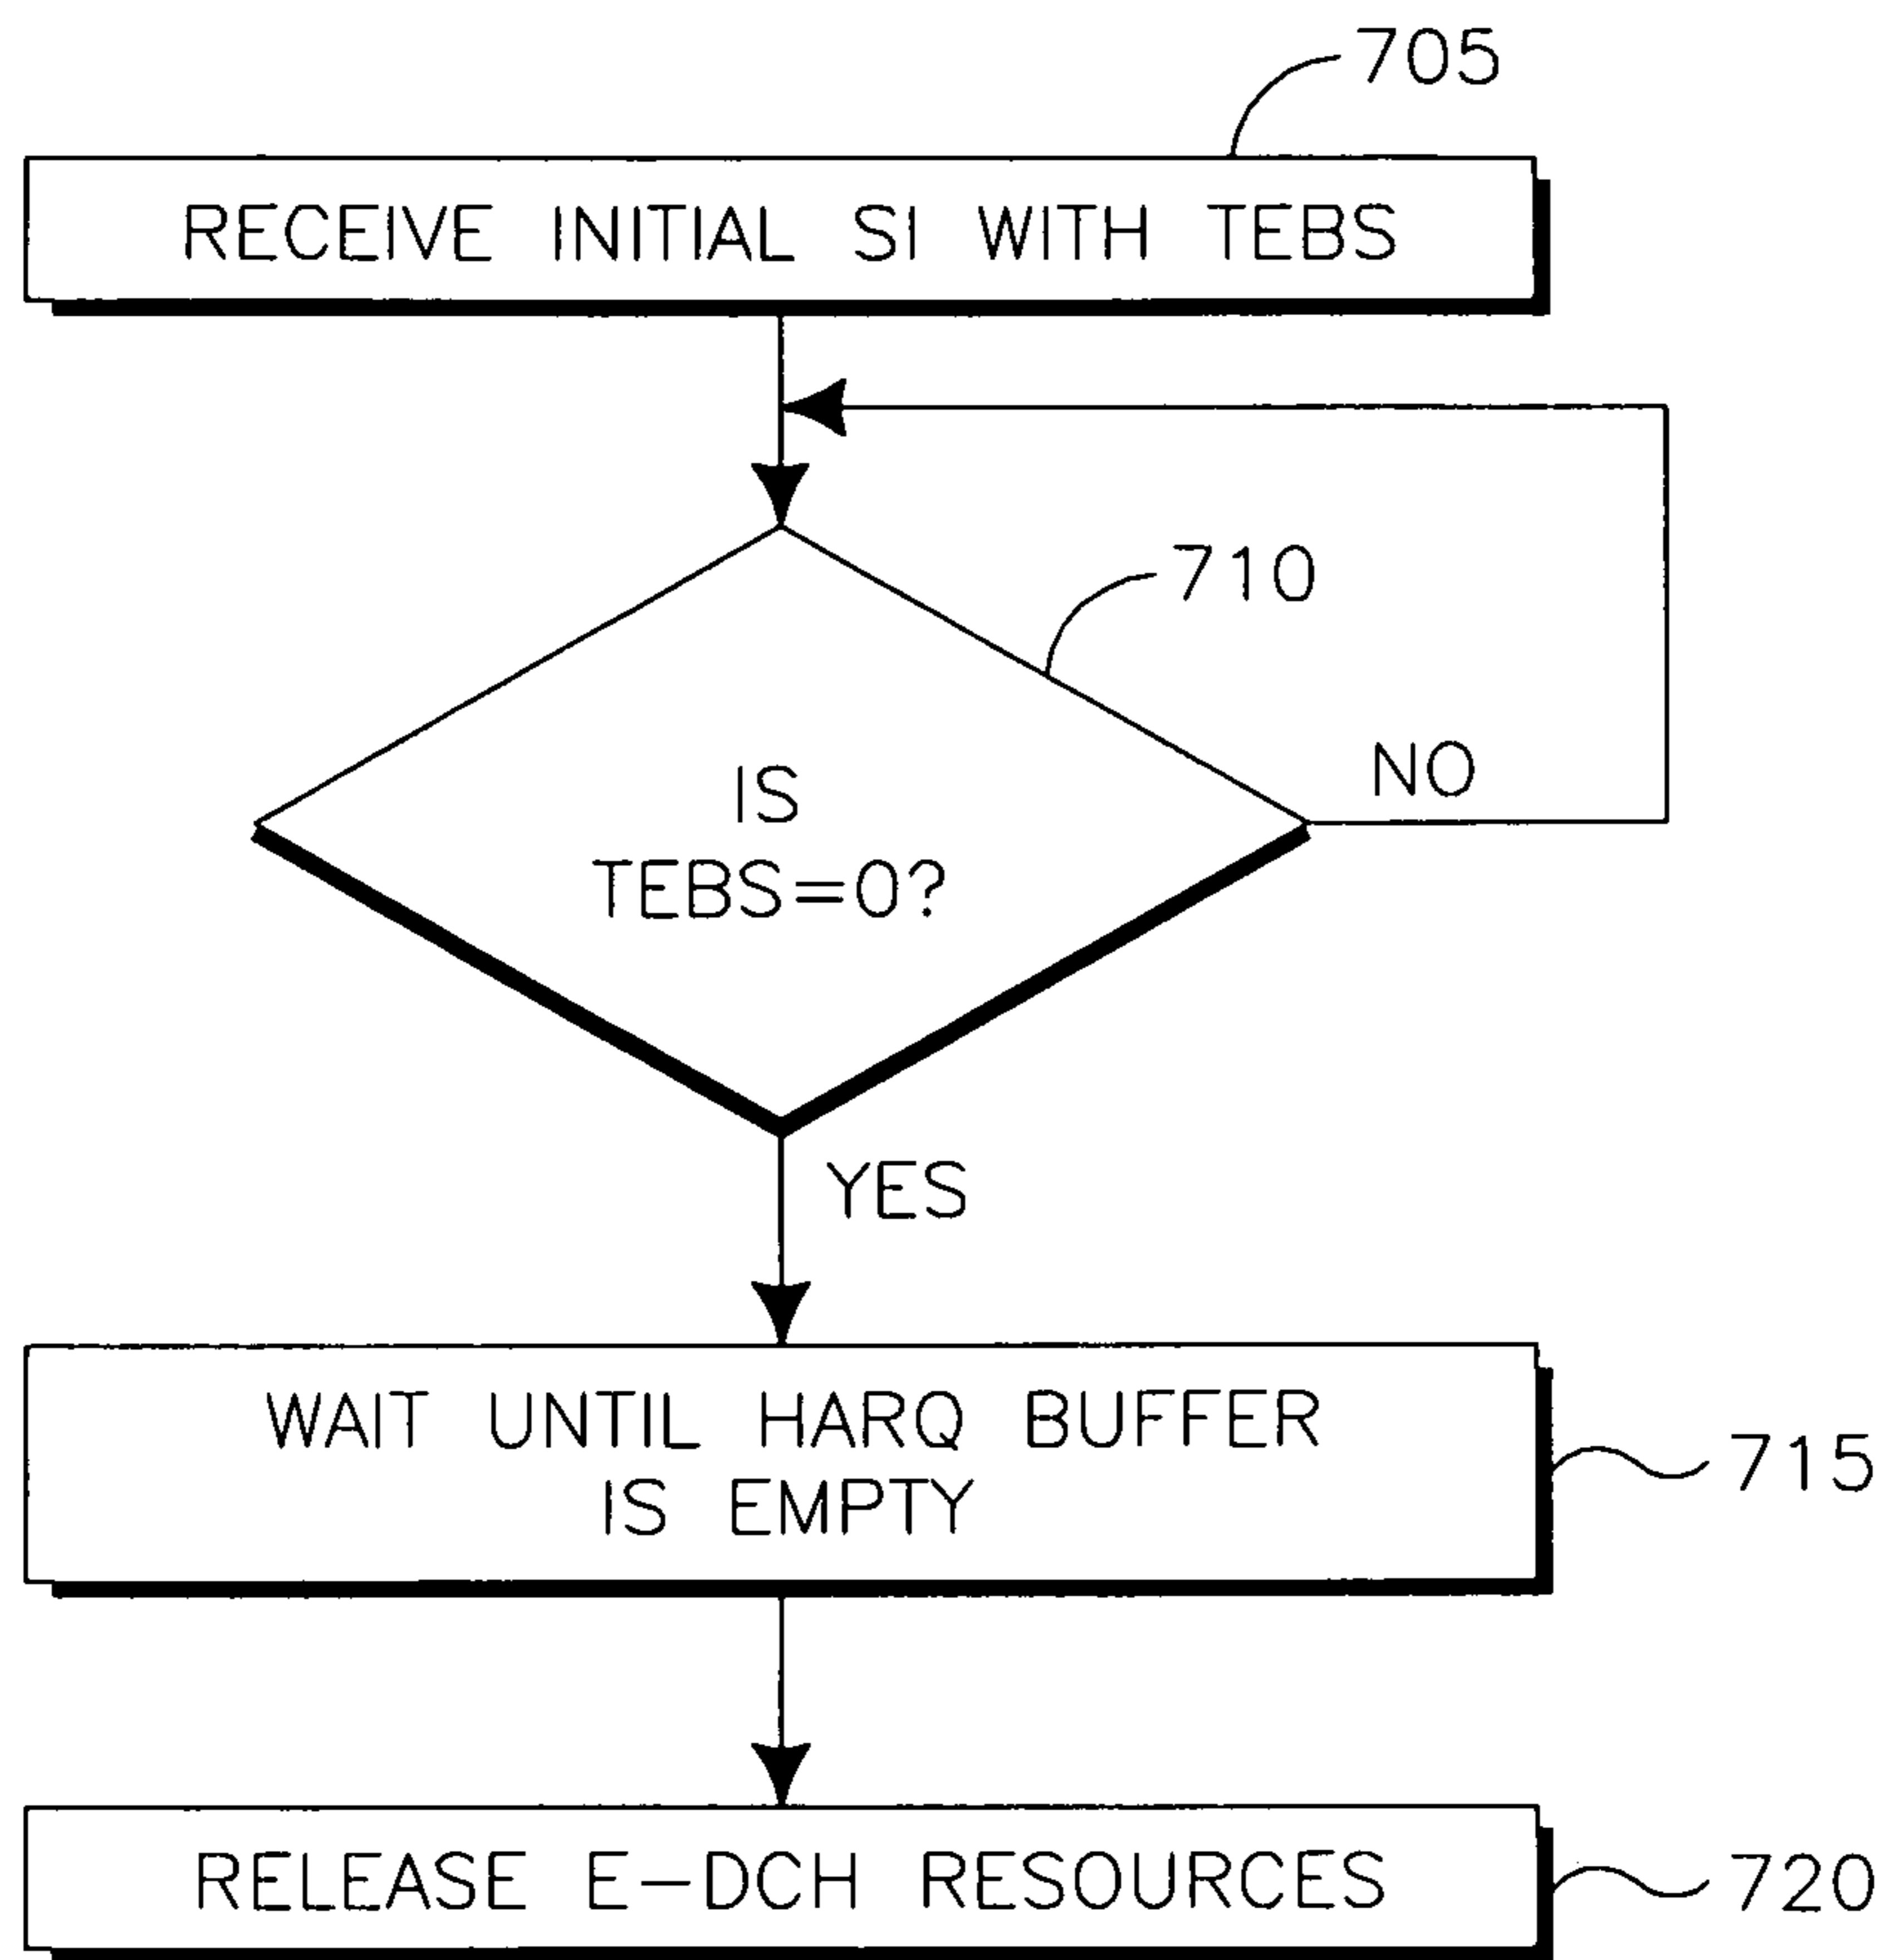 705
RECEIVE INITIAL SI WITH TEBS
710
NO
IS
TEBS=0?
YES
WAIT UNTIL HARQ BUFFER
IS EMPTY
715
RELEASE E-DCH RESOURCES
720